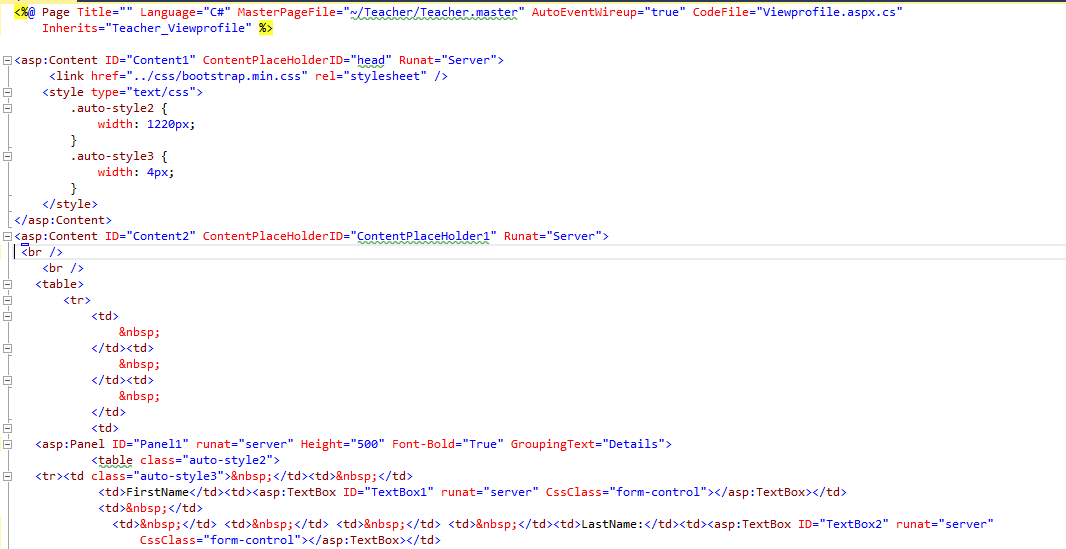 <%@ Page Title="" Language="C#" MasterPageFile="~/Teacher/Teacher.master" AutoEventWireup="true" CodeFile="Viewprofile.aspx.cs"
Inherits="Teacher_Viewprofile" %>
<asp:Content ID="Content1" ContentPlaceHolderID="head" Runat="Server">
<link href="../css/bootstrap.min.css" rel="stylesheet" />
<style type="text/css">
.auto-style2 {
width: 1220px;
}
.auto-style3 {
width: 4px;
}
</style>
</asp:Content>
<asp:Content ID="Content2" ContentPlaceHolderID="ContentPlaceHolder1" Runat="Server">
<br />
<br />
<table>
<tr>
<td>
&nbsp;
</td><td>
&nbsp;
</td><td>
&nbsp;
</td>
<td>
<asp:Panel ID="Panel1" runat="server" Height="500" Font-Bold="True" GroupingText="Details">
<table class="auto-style2">
<tr><td class="auto-style3">&nbsp;</td><td>&nbsp;</td>
<td>FirstName</td><td><asp:TextBox ID="TextBox1" runat="server" CssClass="form-control"></asp:TextBox></td>
<td>&nbsp;</td>
<td>&nbsp;</td> <td>&nbsp;</td> <td>&nbsp;</td> <td>&nbsp;</td><td>LastName:</td><td><asp:TextBox ID="TextBox2" runat="server"
CssClass="form-control"></asp:TextBox></td>